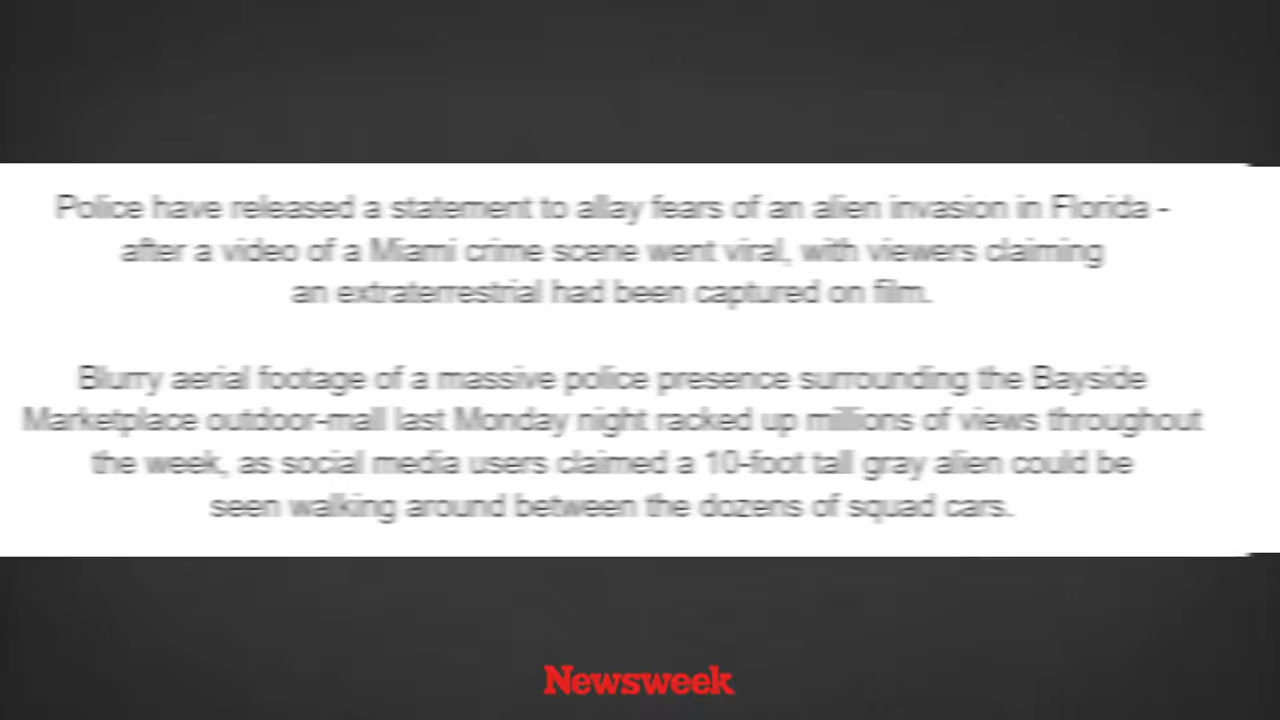 Police have released a statement to allay fears of an alien invasion in Florida -
after a video of a Miami crime scene went viral, with viewers claiming
an extraterrestrial had been captured on film.
Blurry aerial footage of a massive police presence surrounding the Bayside
Marketplace outdoor-mall last Monday night racked up millions of views throughout
the week, as social media users claimed a 10-foot tall gray alien could be
seen walking around between the dozens of squad cars.
Newsweek